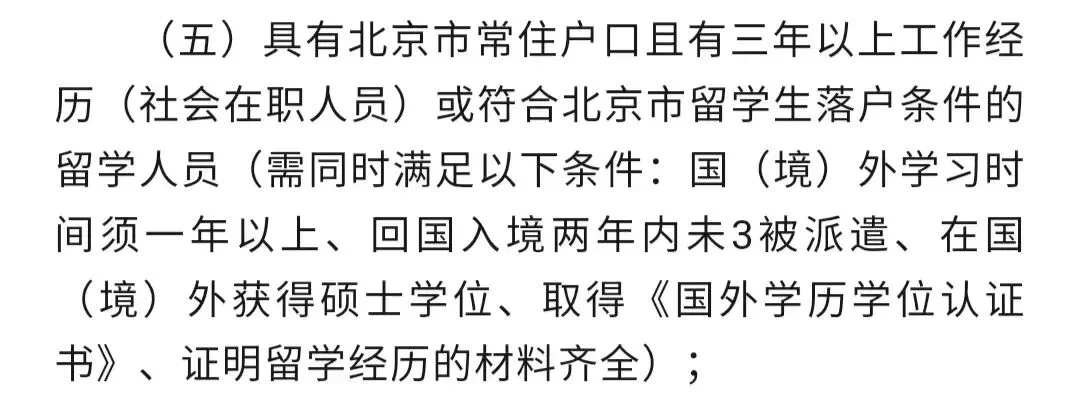 （五）具有北京市常住户口且有三年以上工作经
历（社会在职人员）或符合北京市留学生落户条件的
留学人员（需同时满足以下条件：国（境）外学习时
间须一年以上、回国入境两年内未3被派遣、在国
（境）外获得硕士学位、取得《国外学历学位认证
书》、证明留学经历的材料齐全）；